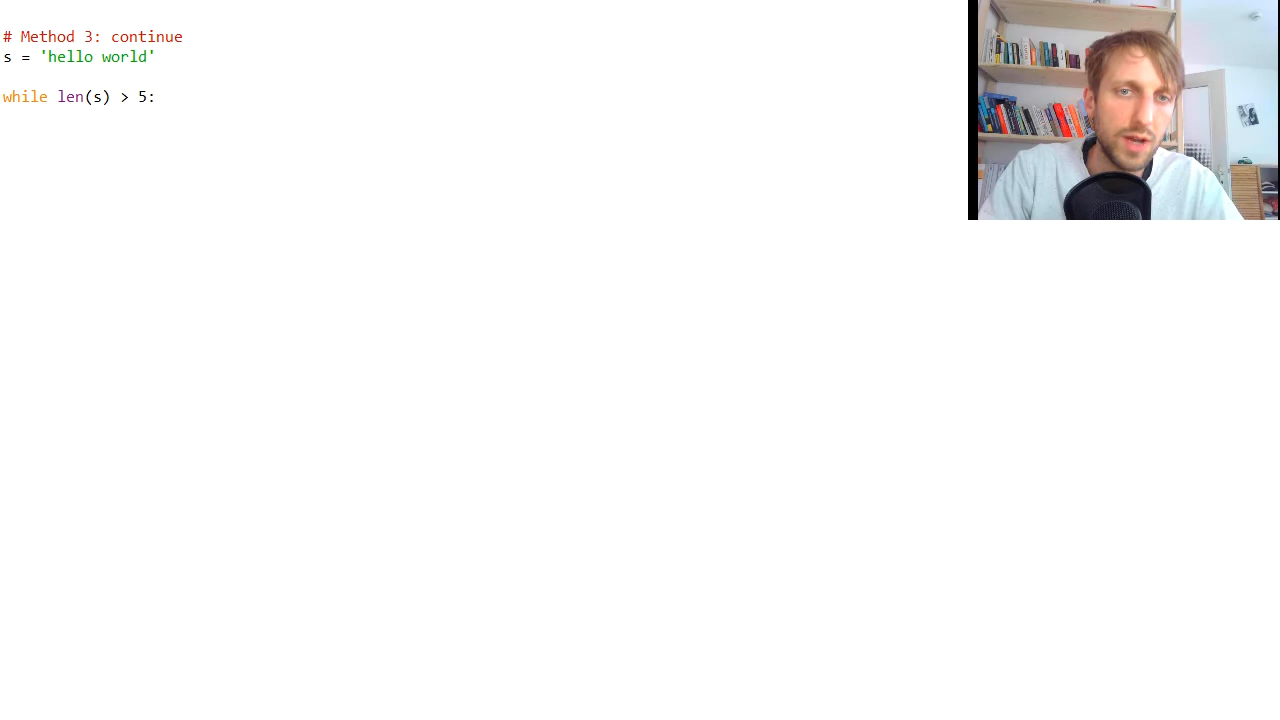 # Method 3: continue
s = 'hello world'
while len(s) > 5: